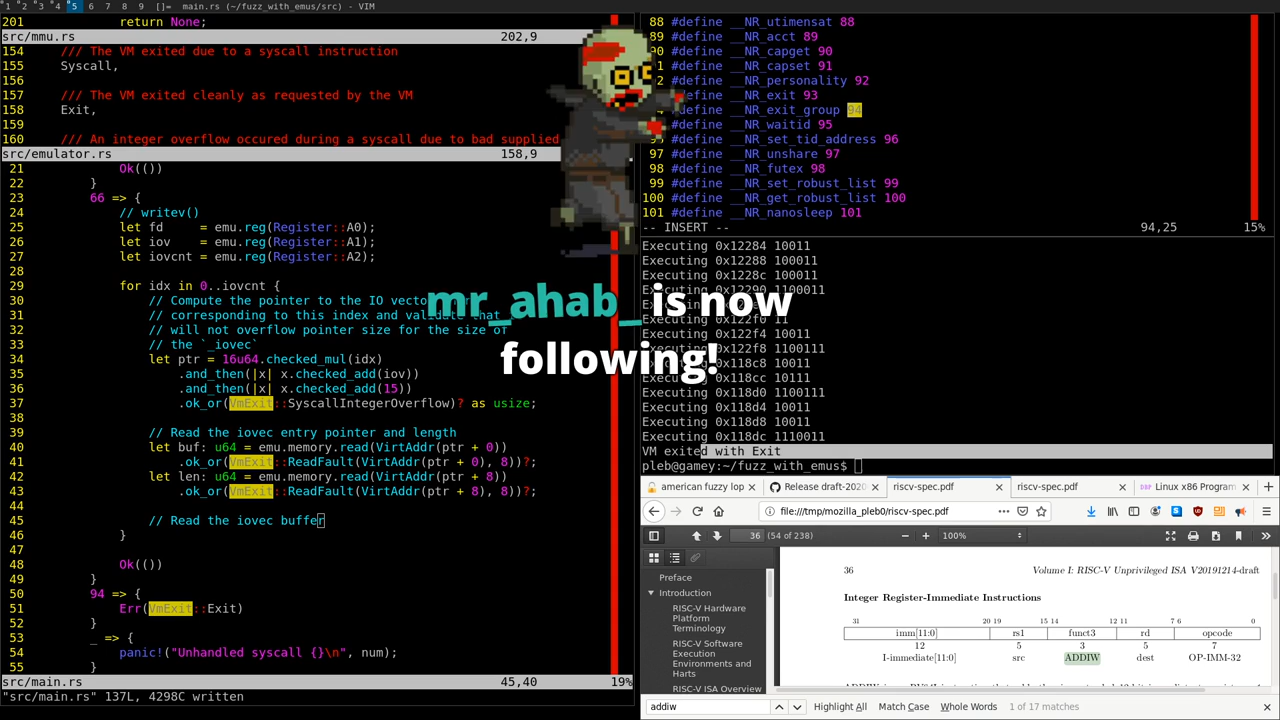 1 2 3 4 5 6 7 8 9 []= main.rs (~/fuzz_with_emus/src) - VIM
201 return None;
src/mmu.rs 202,9
154 /// The VM exited due to a syscall instruction
155 Syscall,
156
157 /// The VM exited cleanly as requested by the VM
158 Exit,
159
160 /// An integer overflow occured during a syscall due to bad supplied
src/emulator.rs 158,9
21 Ok(())
22 }
23 66 => {
24 // writev()
25 let fd = emu.reg(Register::A0);
26 let iov = emu.reg(Register::A1);
27 let iovcnt = emu.reg(Register::A2);
28
29 for idx in 0..iovcnt {
30 // Compute the pointer to the IO vector
31 // corresponding to this index and validate that
32 // will not overflow pointer size for the size of
33 // the `_iovec`
34 let ptr = 16u64.checked_mul(idx)
35 .and_then(|x| x.checked_add(iov))
36 .and_then(|x| x.checked_add(15))
37 .ok_or(VmExit::SyscallIntegerOverflow)? as usize;
38
39 // Read the iovec entry pointer and length
40 let buf: u64 = emu.memory.read(VirtAddr(ptr + 0))
41 .ok_or(VmExit::ReadFault(VirtAddr(ptr + 0), 8))?;
42 let len: u64 = emu.memory.read(VirtAddr(ptr + 8))
43 .ok_or(VmExit::ReadFault(VirtAddr(ptr + 8), 8))?;
44
45 // Read the iovec buffer
46 }
47
48 Ok(())
49 }
50 94 => {
51 Err(VmExit::Exit)
52 }
53 _ => {
54 panic!("Unhandled syscall {}\n", num);
55 }
src/main.rs 45,40 19%
"src/main.rs" 137L, 4298C written
mr_ahab_ is now
following!
88 #define __NR_utimensat 88
89 #define __NR_acct 89
#define __NR_capget 90
#define __NR_capset 91
#define __NR_personality 92
#define __NR_exit 93
#define __NR_exit_group 94
#define __NR_waitid 95
#define __NR_set_tid_address 96
97 #define __NR_unshare 97
98 #define __NR_futex 98
99 #define __NR_set_robust_list 99
100 #define __NR_get_robust_list 100
101 #define __NR_nanosleep 101
-- INSERT -- 94,25 15%
Executing 0x12284 10011
Executing 0x12288 100011
Executing 0x1228c 100011
Executing 0x12290 1100011
Executing 0x122f4 10011
Executing 0x122f8 1100111
Executing 0x118c8 10011
Executing 0x118cc 10111
Executing 0x118d0 1100111
Executing 0x118d4 10011
Executing 0x118d8 10011
Executing 0x118dc 1110011
VM exited with Exit
pleb@gamey:~/fuzz_with_emus$
american fuzzy lop Release draft-2020 riscv-spec.pdf riscv-spec.pdf Linux x86 Program
file:///tmp/mozilla_pleb0/riscv-spec.pdf
36 (54 of 238) 100%
Preface
Introduction
RISC-V Hardware
Platform
Terminology
RISC-V Software
Execution
Environments and
Harts
RISC-V ISA Overview
36 Volume I: RISC-V Unprivileged ISA V20191214-draft
Integer Register-Immediate Instructions
31 20 19 15 14 12 11 7 6 0
imm[11:0] rs1 funct3 rd opcode
12 5 3 5 7
I-immediate[11:0] src ADDIW dest OP-IMM-32
addiw Highlight All Match Case Whole Words 1 of 17 matches